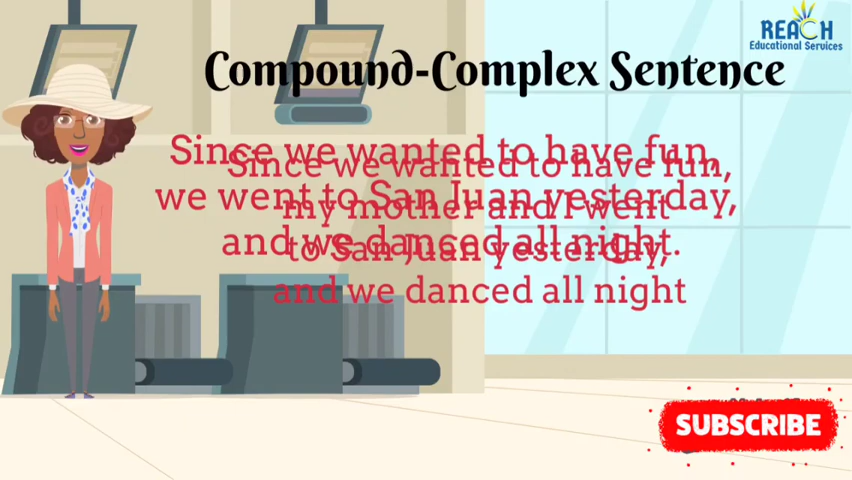 REACH
Educational Services
Compound-Complex Sentence
Since we wanted to have fun,
we went to San Juan yesterday,
and we danced all night.
Since we wanted to have fun,
my mother and I went
to San Juan yesterday,
and we danced all night
SUBSCRIBE